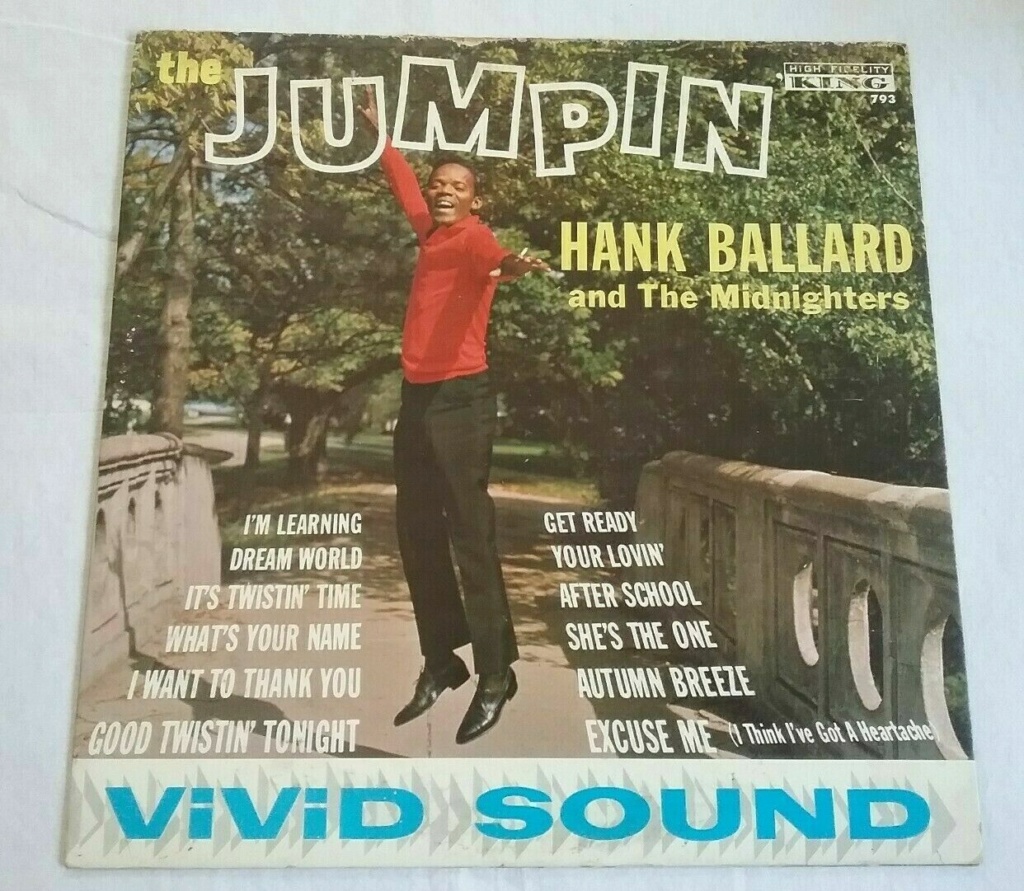 the
JUMPIN'
HIGH FIDELITY
KING
793
HANK BALLARD
and The Midnighters
I'M LEARNING
DREAM WORLD
IT'S TWISTIN' TIME
WHAT'S YOUR NAME
I WANT TO THANK YOU
GOOD TWISTIN' TONIGHT
GET READY
YOUR LOVIN'
AFTER SCHOOL
SHE'S THE ONE
AUTUMN BREEZE
EXCUSE ME (I Think I've Got A Heartache)
ViViD SOUND